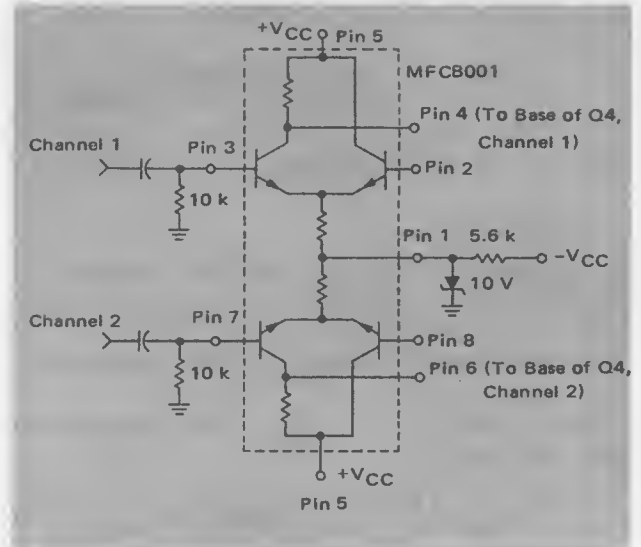 +VCC Pin 5
MFC8001
Pin 4 (To Base of Q4,
Channel 1)
Channel 1
Pin 3
Pin 2
10 k
Pin 1 5.6 k
-VCC
10 V
Channel 2
Pin 7
Pin 8
Pin 6 (To Base of Q4,
Channel 2)
10 k
+VCC
Pin 5